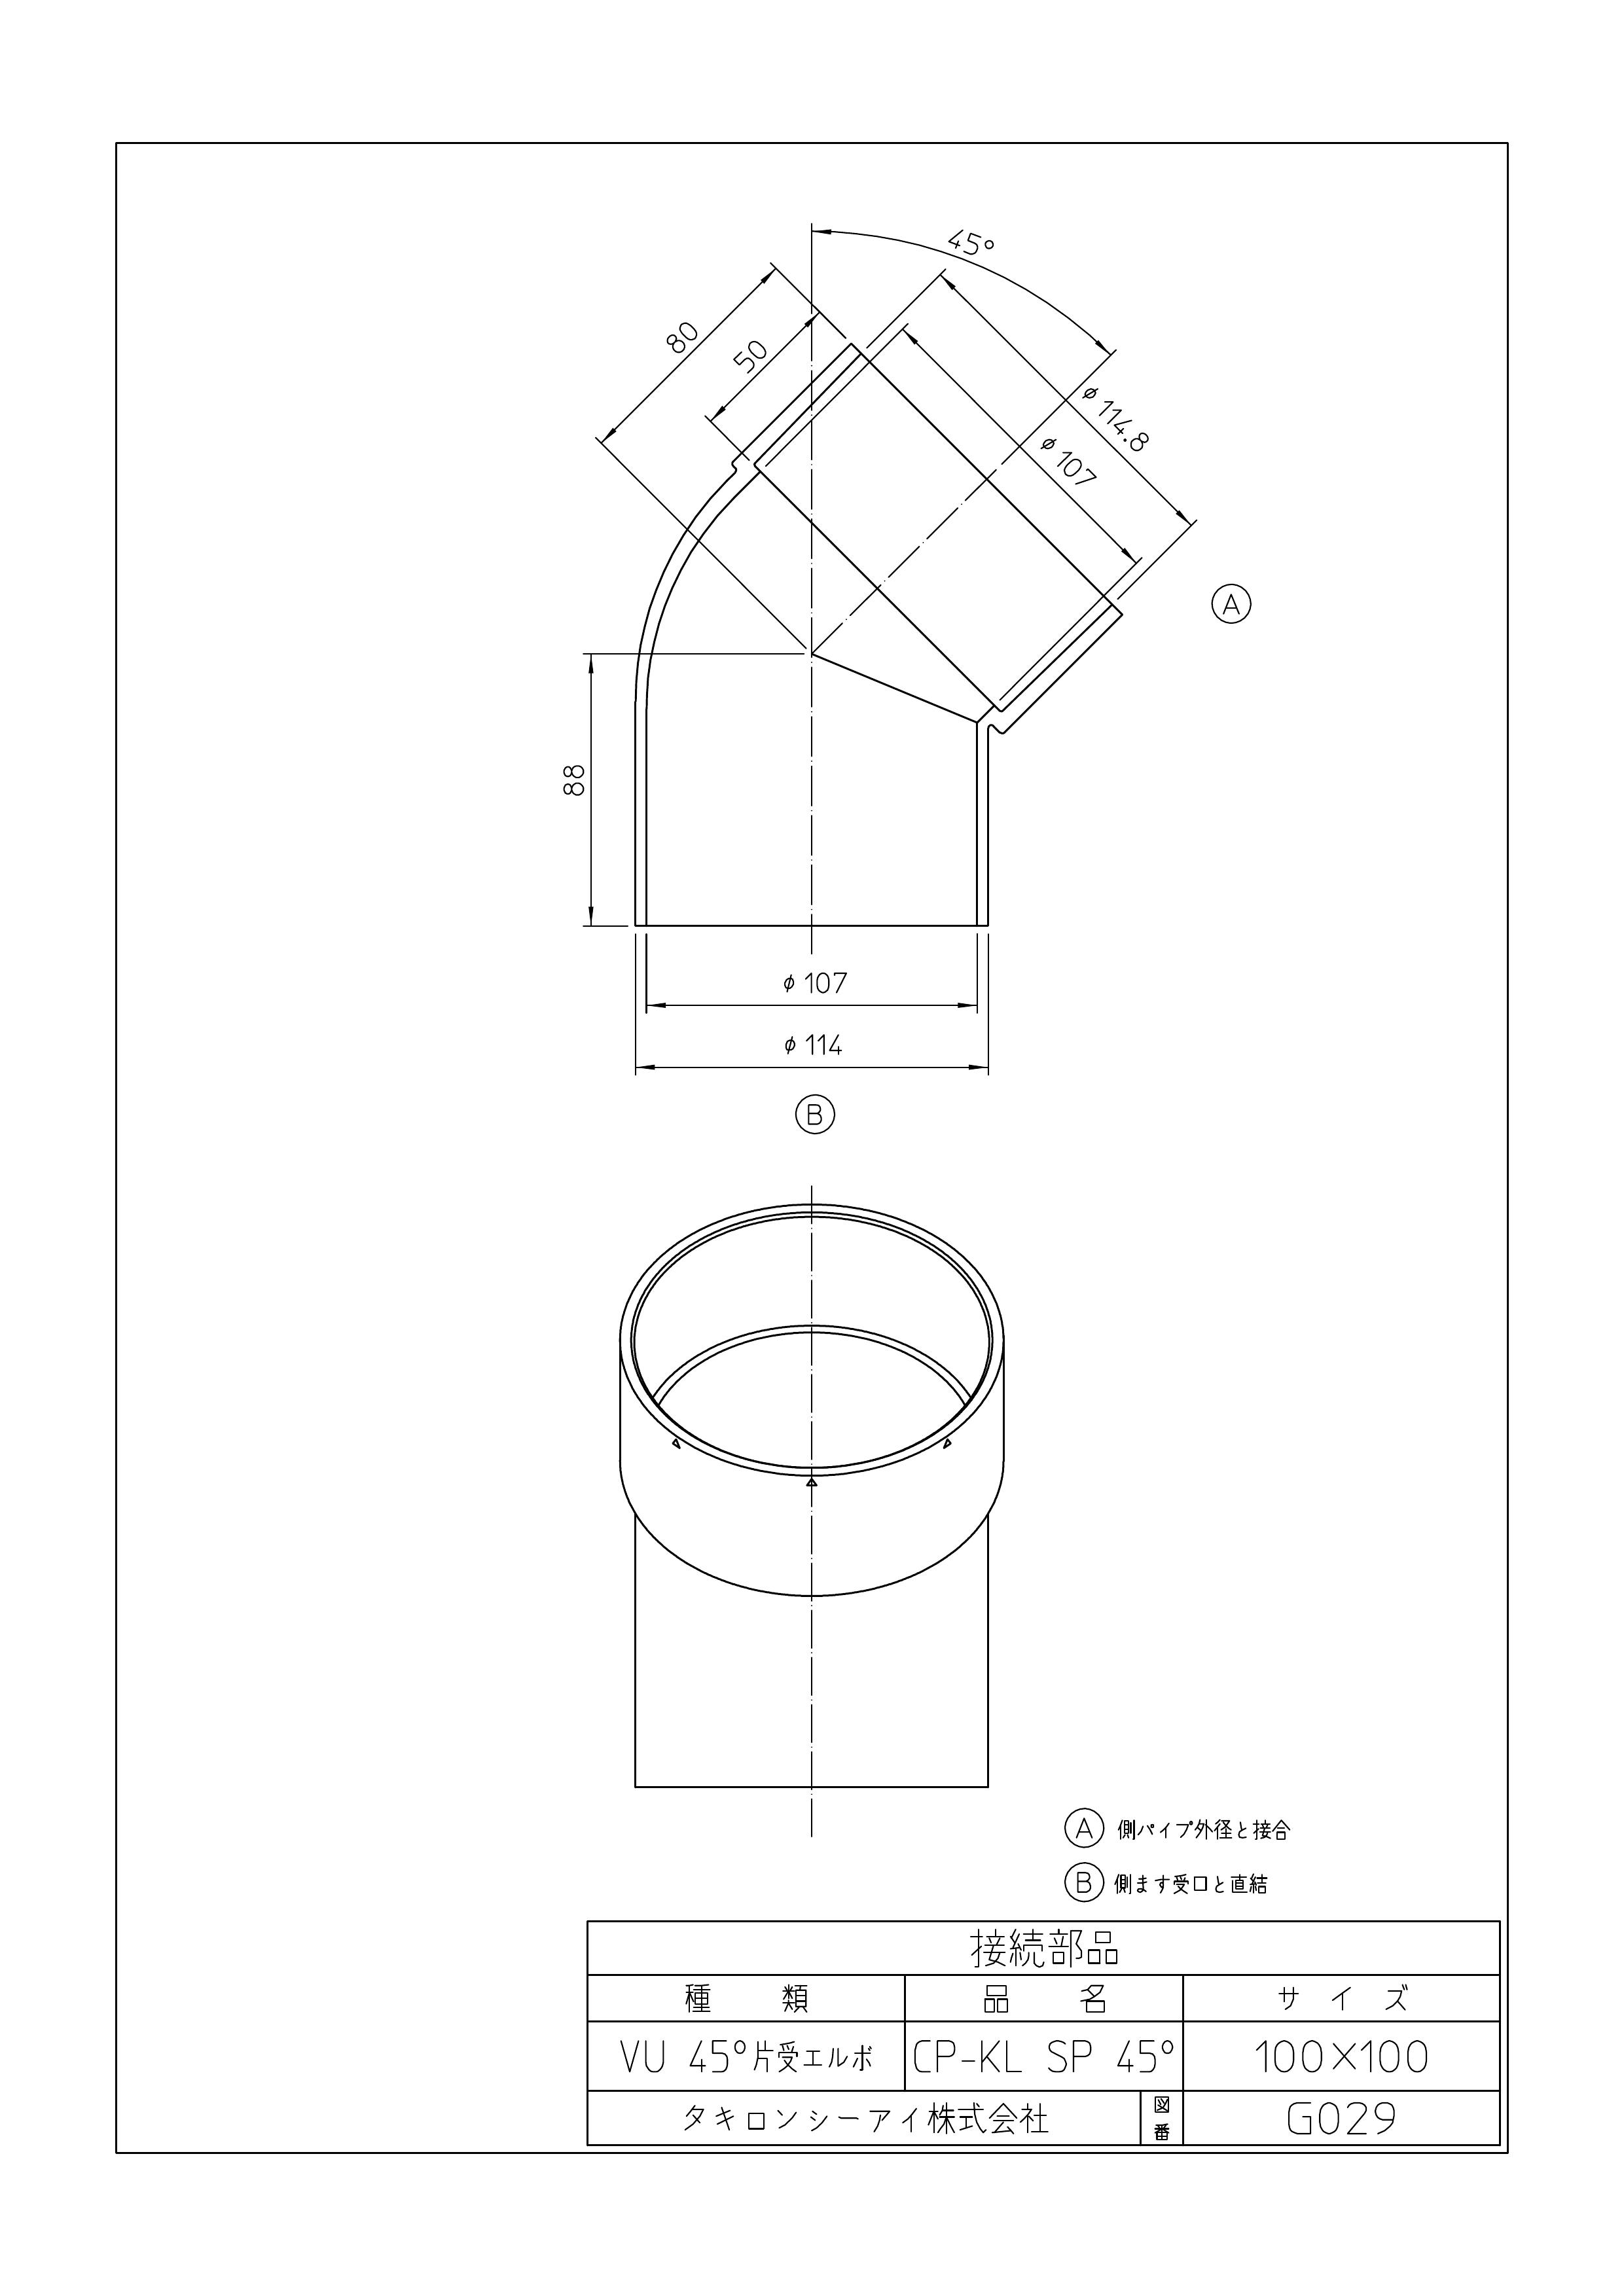 45°
80
50
φ114.8
φ107
Ⓐ
88
φ107
φ114
Ⓑ
Ⓐ 側パイプ外径と接合
Ⓑ 側ます受口と直結
接続部品
種 類 品 名 サ イ ズ
VU 45°片受エルボ CP-KL SP 45° 100×100
タキロンシーアイ株式会社 図番 G029